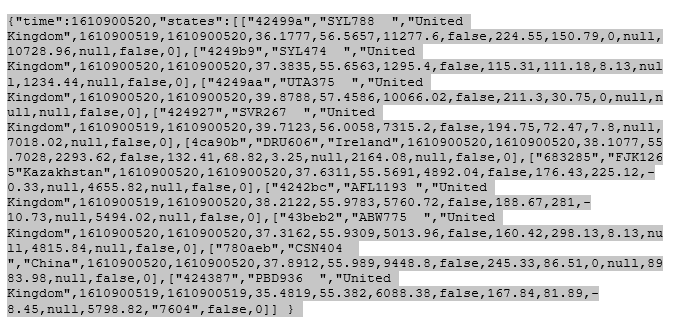 {"time":1610900520,"states":[["42499a","SYL788  ","United
Kingdom",1610900519,1610900520,36.1777,56.5657,11277.6,false,224.55,150.79,0,null,
10728.96,null,false,0],["4249b9","SYL474  ","United
Kingdom",1610900520,1610900520,37.3835,55.6563,1295.4,false,115.31,111.18,8.13,nul
l,1234.44,null,false,0],["4249aa","UTA375  ","United
Kingdom",1610900520,1610900520,39.8788,57.4586,10066.02,false,211.3,30.75,0,null,n
ull,null,false,0],["424927","SVR267  ","United
Kingdom",1610900519,1610900520,39.7123,56.0058,7315.2,false,194.75,72.47,7.8,null,
7018.02,null,false,0],[4ca90b","DRU606","Ireland",1610900520,1610900520,38.1077,55
.7028,2293.62,false,132.41,68.82,3.25,null,2164.08,null,false,0],["683285","FJK126
5"Kazakhstan",1610900520,1610900520,37.6311,55.5691,4892.04,false,176.43,225.12,-
0.33,null,4655.82,null,false,0],["4242bc","AFL1193 ","United
Kingdom",1610900519,1610900520,38.2122,55.9783,5760.72,false,188.67,281,-
10.73,null,5494.02,null,false,0],["43beb2","ABW775  ","United
Kingdom",1610900520,1610900520,37.3162,55.9309,5013.96,false,160.42,298.13,8.13,nu
ll,4815.84,null,false,0],["780aeb","CSN404
","China",1610900520,1610900520,37.8912,55.989,9448.8,false,245.33,86.51,0,null,89
83.98,null,false,0],["424387","PBD936  ","United
Kingdom",1610900519,1610900519,35.4819,55.382,6088.38,false,167.84,81.89,-
8.45,null,5798.82,"7604",false,0]] }